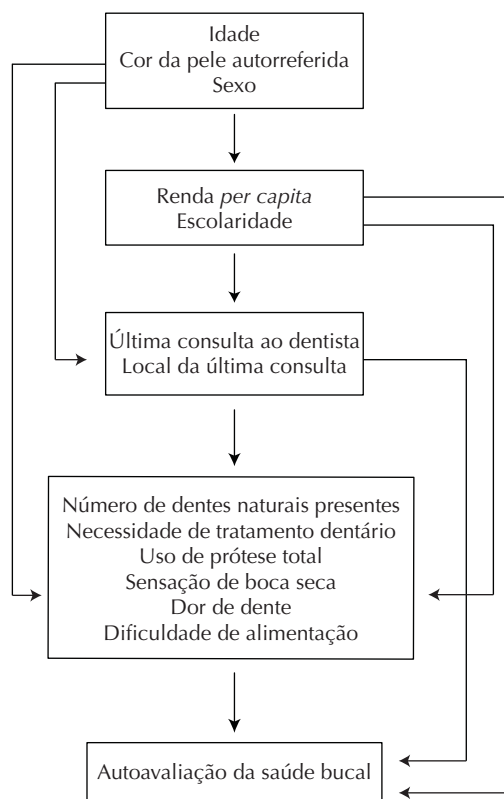 Idade
Cor da pele autorreferida
Sexo
Renda per capita
Escolaridade
Última consulta ao dentista
Local da última consulta
Número de dentes naturais presentes
Necessidade de tratamento dentário
Uso de prótese total
Sensação de boca seca
Dor de dente
Dificuldade de alimentação
Autoavaliação da saúde bucal